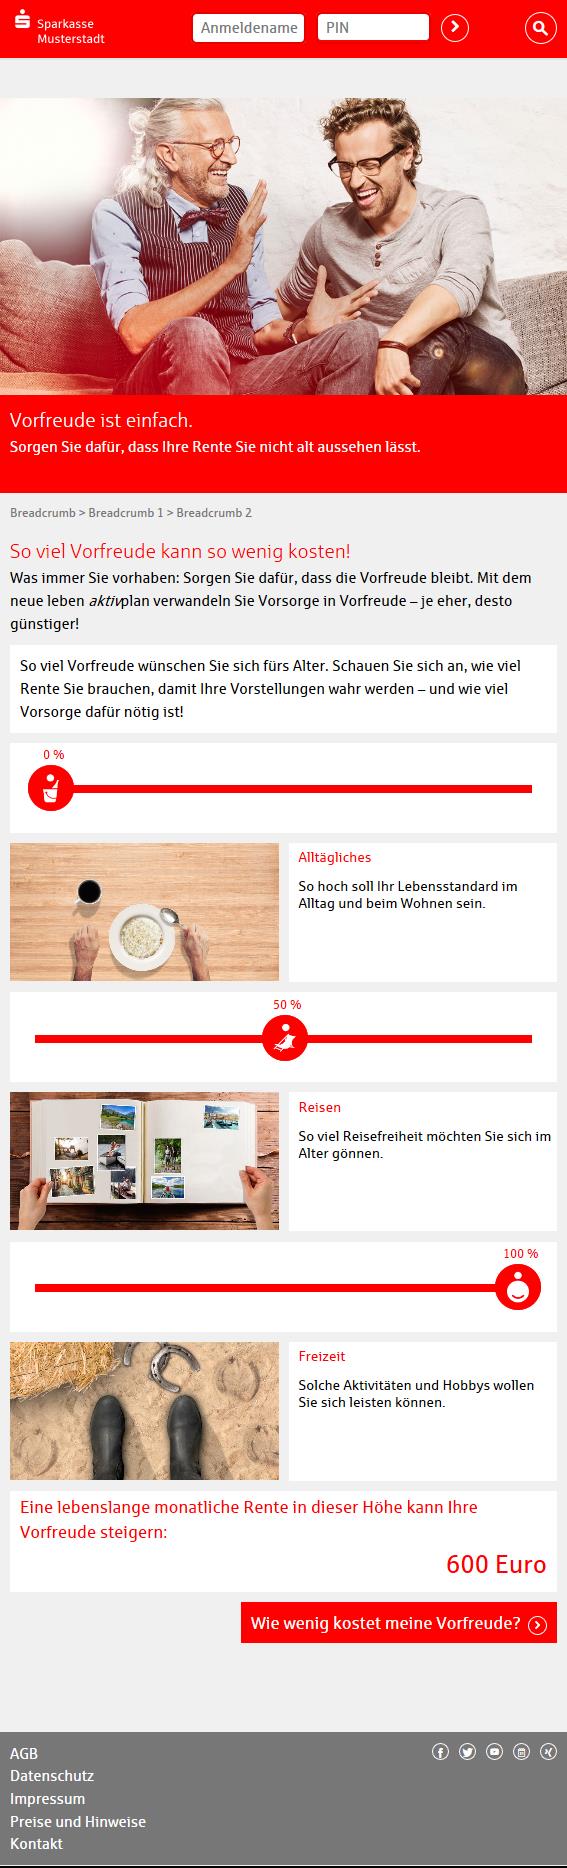 Sparkasse
Musterstadt
Anmeldename
PIN
Vorfreude ist einfach.
Sorgen Sie dafür, dass Ihre Rente Sie nicht alt aussehen lässt.
Breadcrumb > Breadcrumb 1 > Breadcrumb 2
So viel Vorfreude kann so wenig kosten!
Was immer Sie vorhaben: Sorgen Sie dafür, dass die Vorfreude bleibt. Mit dem
neue leben aktivplan verwandeln Sie Vorsorge in Vorfreude – je eher, desto
günstiger!
So viel Vorfreude wünschen Sie sich fürs Alter. Schauen Sie sich an, wie viel
Rente Sie brauchen, damit Ihre Vorstellungen wahr werden – und wie viel
Vorsorge dafür nötig ist!
0 %
Alltägliches
So hoch soll Ihr Lebensstandard im
Alltag und beim Wohnen sein.
50 %
Reisen
So viel Reisefreiheit möchten Sie sich im
Alter gönnen.
100 %
Freizeit
Solche Aktivitäten und Hobbys wollen
Sie sich leisten können.
Eine lebenslange monatliche Rente in dieser Höhe kann Ihre
Vorfreude steigern:
600 Euro
Wie wenig kostet meine Vorfreude?
AGB
Datenschutz
Impressum
Preise und Hinweise
Kontakt